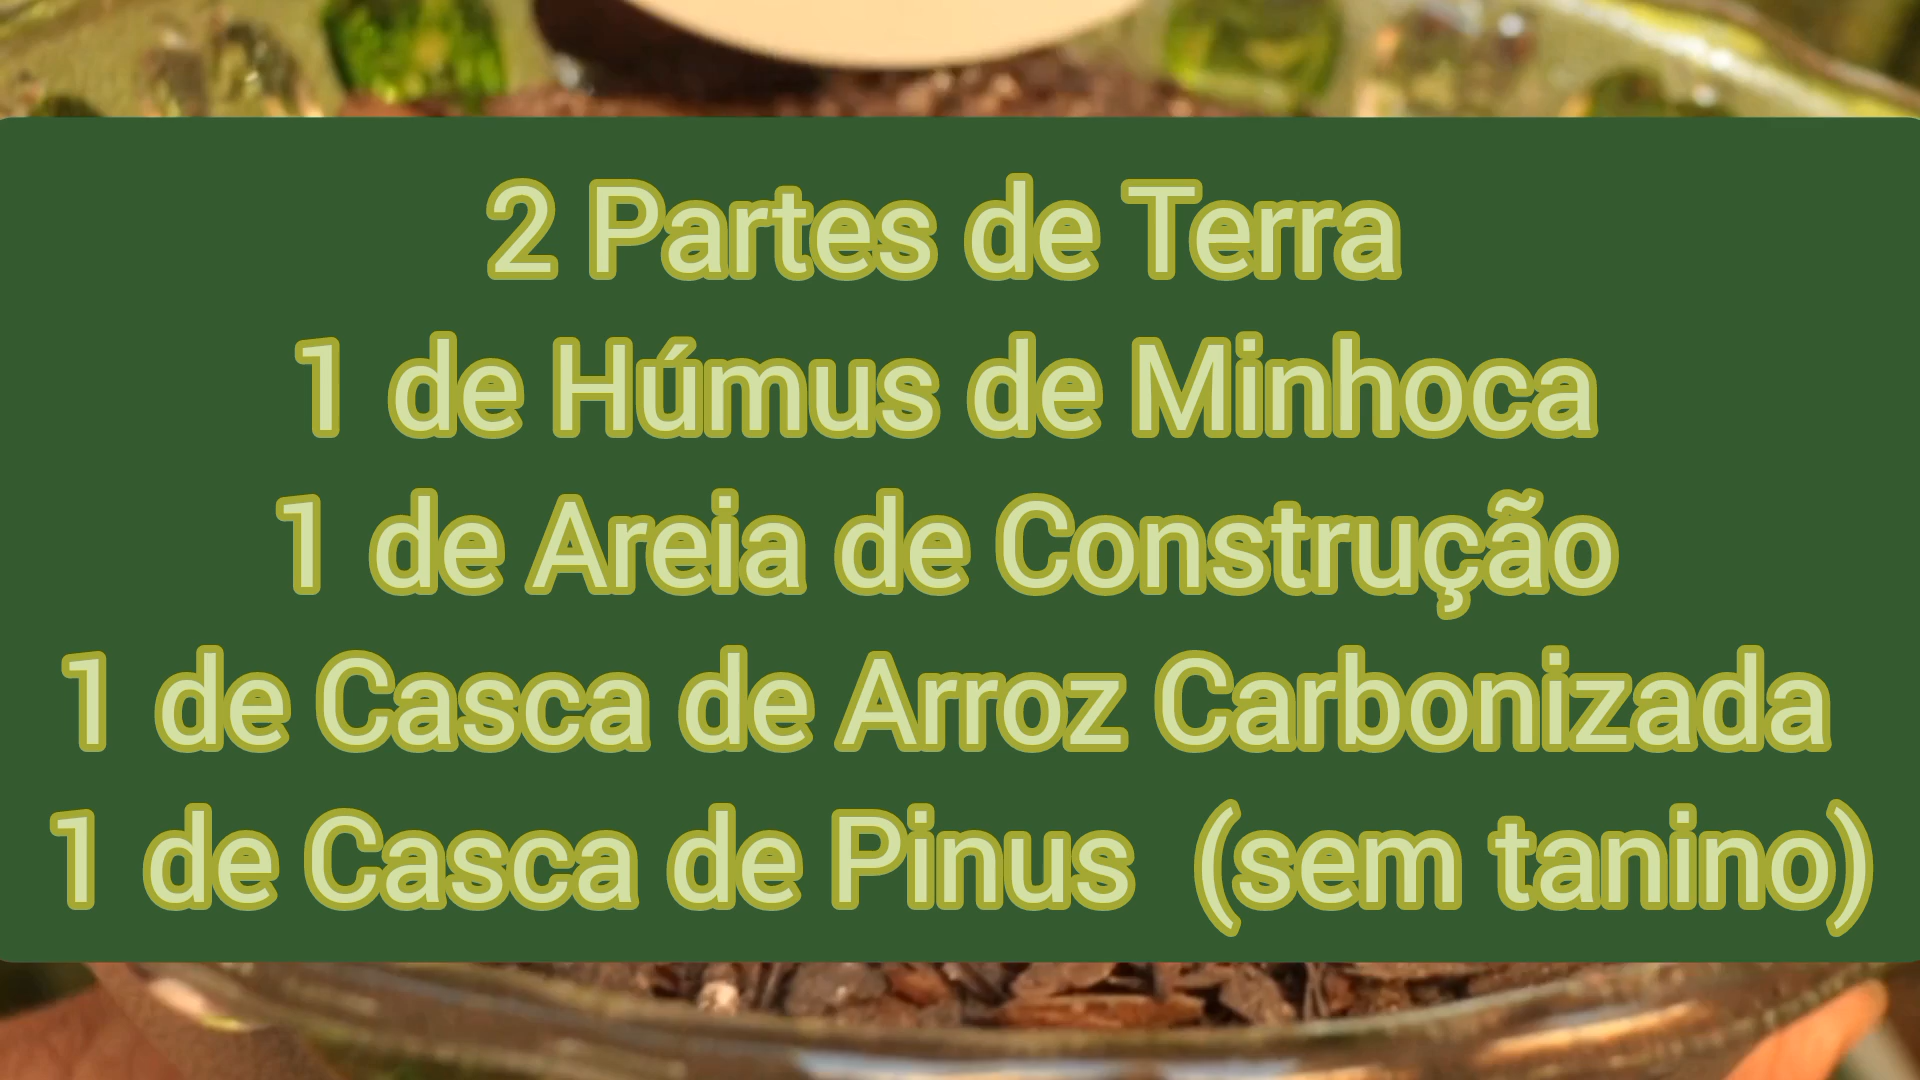 2 Partes de Terra
1 de Húmus de Minhoca
1 de Areia de Construção
1 de Casca de Arroz Carbonizada
1 de Casca de Pinus (sem tanino)